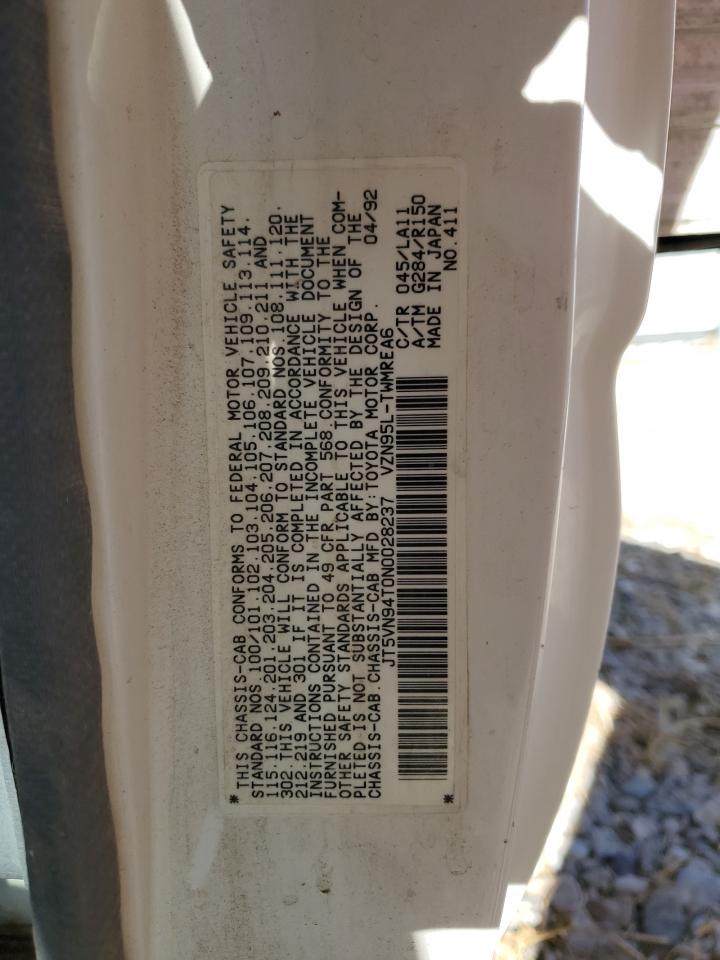 *THIS CHASSIS-CAB CONFORMS TO FEDERAL MOTOR VEHICLE SAFETY
STANDARD NOS.100/101.102.103.104.105.106.107.109.113.114.
115.116.124.201.203.204.205.206.207.208.209.210.211 AND
302.THIS VEHICLE WILL CONFORM TO STANDARD NOS.108.111.120.
212.219 AND 301 IF IT IS COMPLETED IN ACCORDANCE WITH THE
INSTRUCTIONS CONTAINED IN THE INCOMPLETE VEHICLE DOCUMENT
FURNISHED PURSUANT TO 49 CFR PART 568.CONFORMITY TO THE
OTHER SAFETY STANDARDS APPLICABLE TO THIS VEHICLE WHEN COM-
PLETED IS NOT SUBSTANTIALLY AFFECTED BY THE DESIGN OF THE
CHASSIS-CAB.CHASSIS-CAB MFD BY:TOYOTA MOTOR CORP. 04/92
JT5VN94T0N0028237 VZN95L-TWMREA6
C/TR 045/LA11
A/TM G284/R150
MADE IN JAPAN
* NO.411